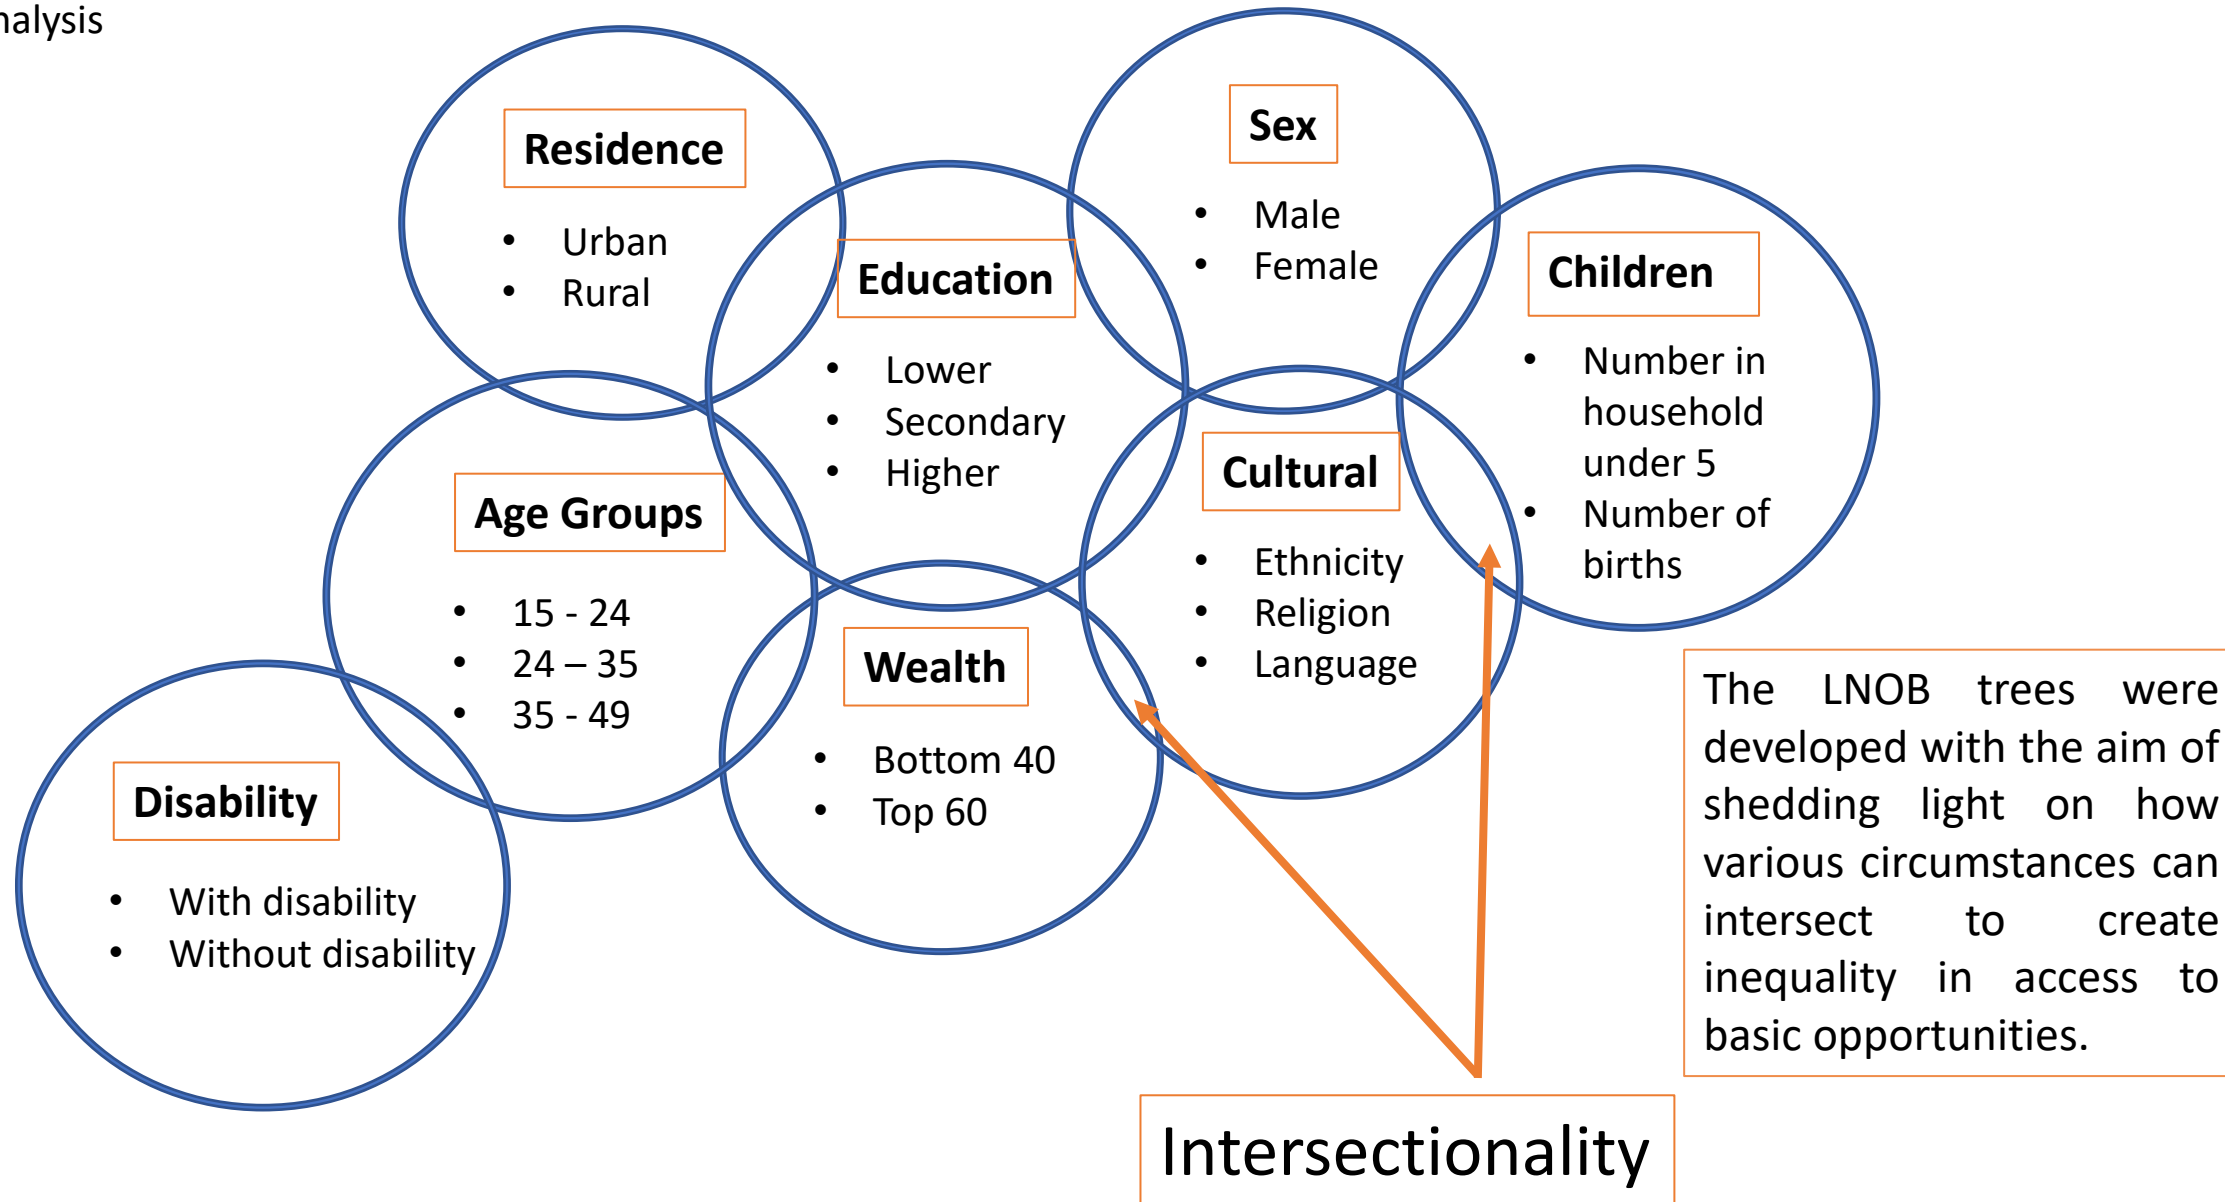 nalysis
Residence
• Urban
• Rural
Sex
• Male
• Female
Education
• Lower
• Secondary
• Higher
Children
• Number in
household
under 5
• Number of
births
Age Groups
• 15 - 24
• 24 – 35
• 35 - 49
Cultural
• Ethnicity
• Religion
• Language
Wealth
• Bottom 40
• Top 60
Disability
• With disability
• Without disability
The LNOB trees were
developed with the aim of
shedding light on how
various circumstances can
intersect to create
inequality in access to
basic opportunities.
Intersectionality